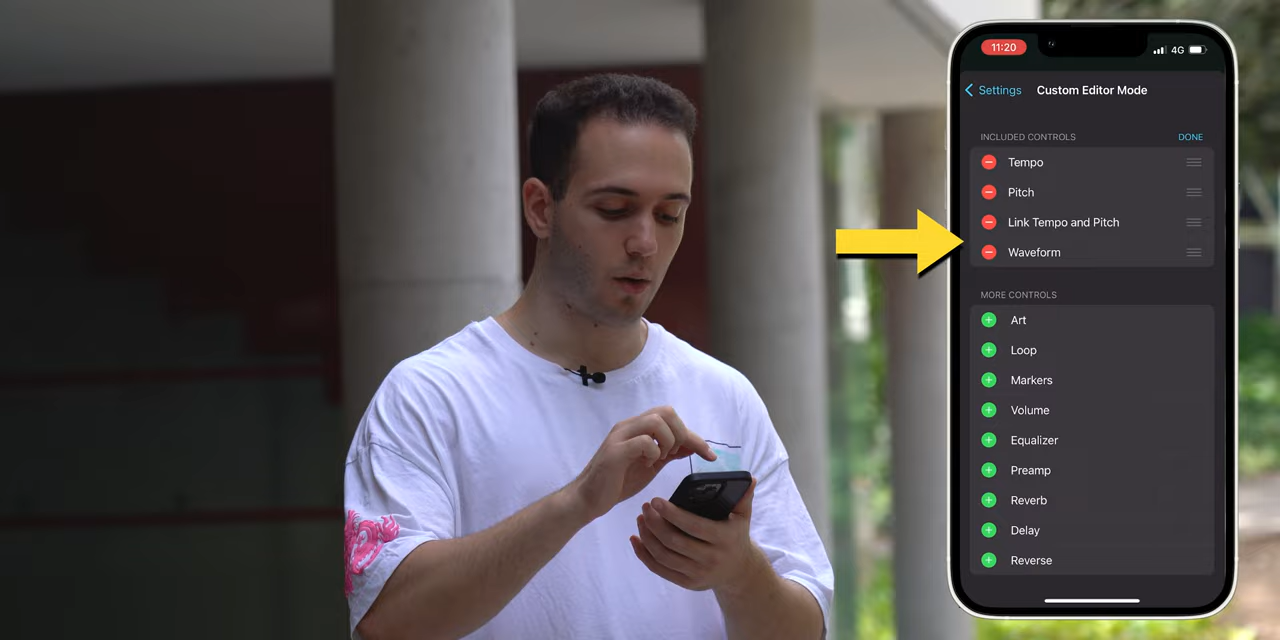 11:20
4G
Settings
Custom Editor Mode
INCLUDED CONTROLS
DONE
Tempo
Pitch
Link Tempo and Pitch
Waveform
MORE CONTROLS
Art
Loop
Markers
Volume
Equalizer
Preamp
Reverb
Delay
Reverse